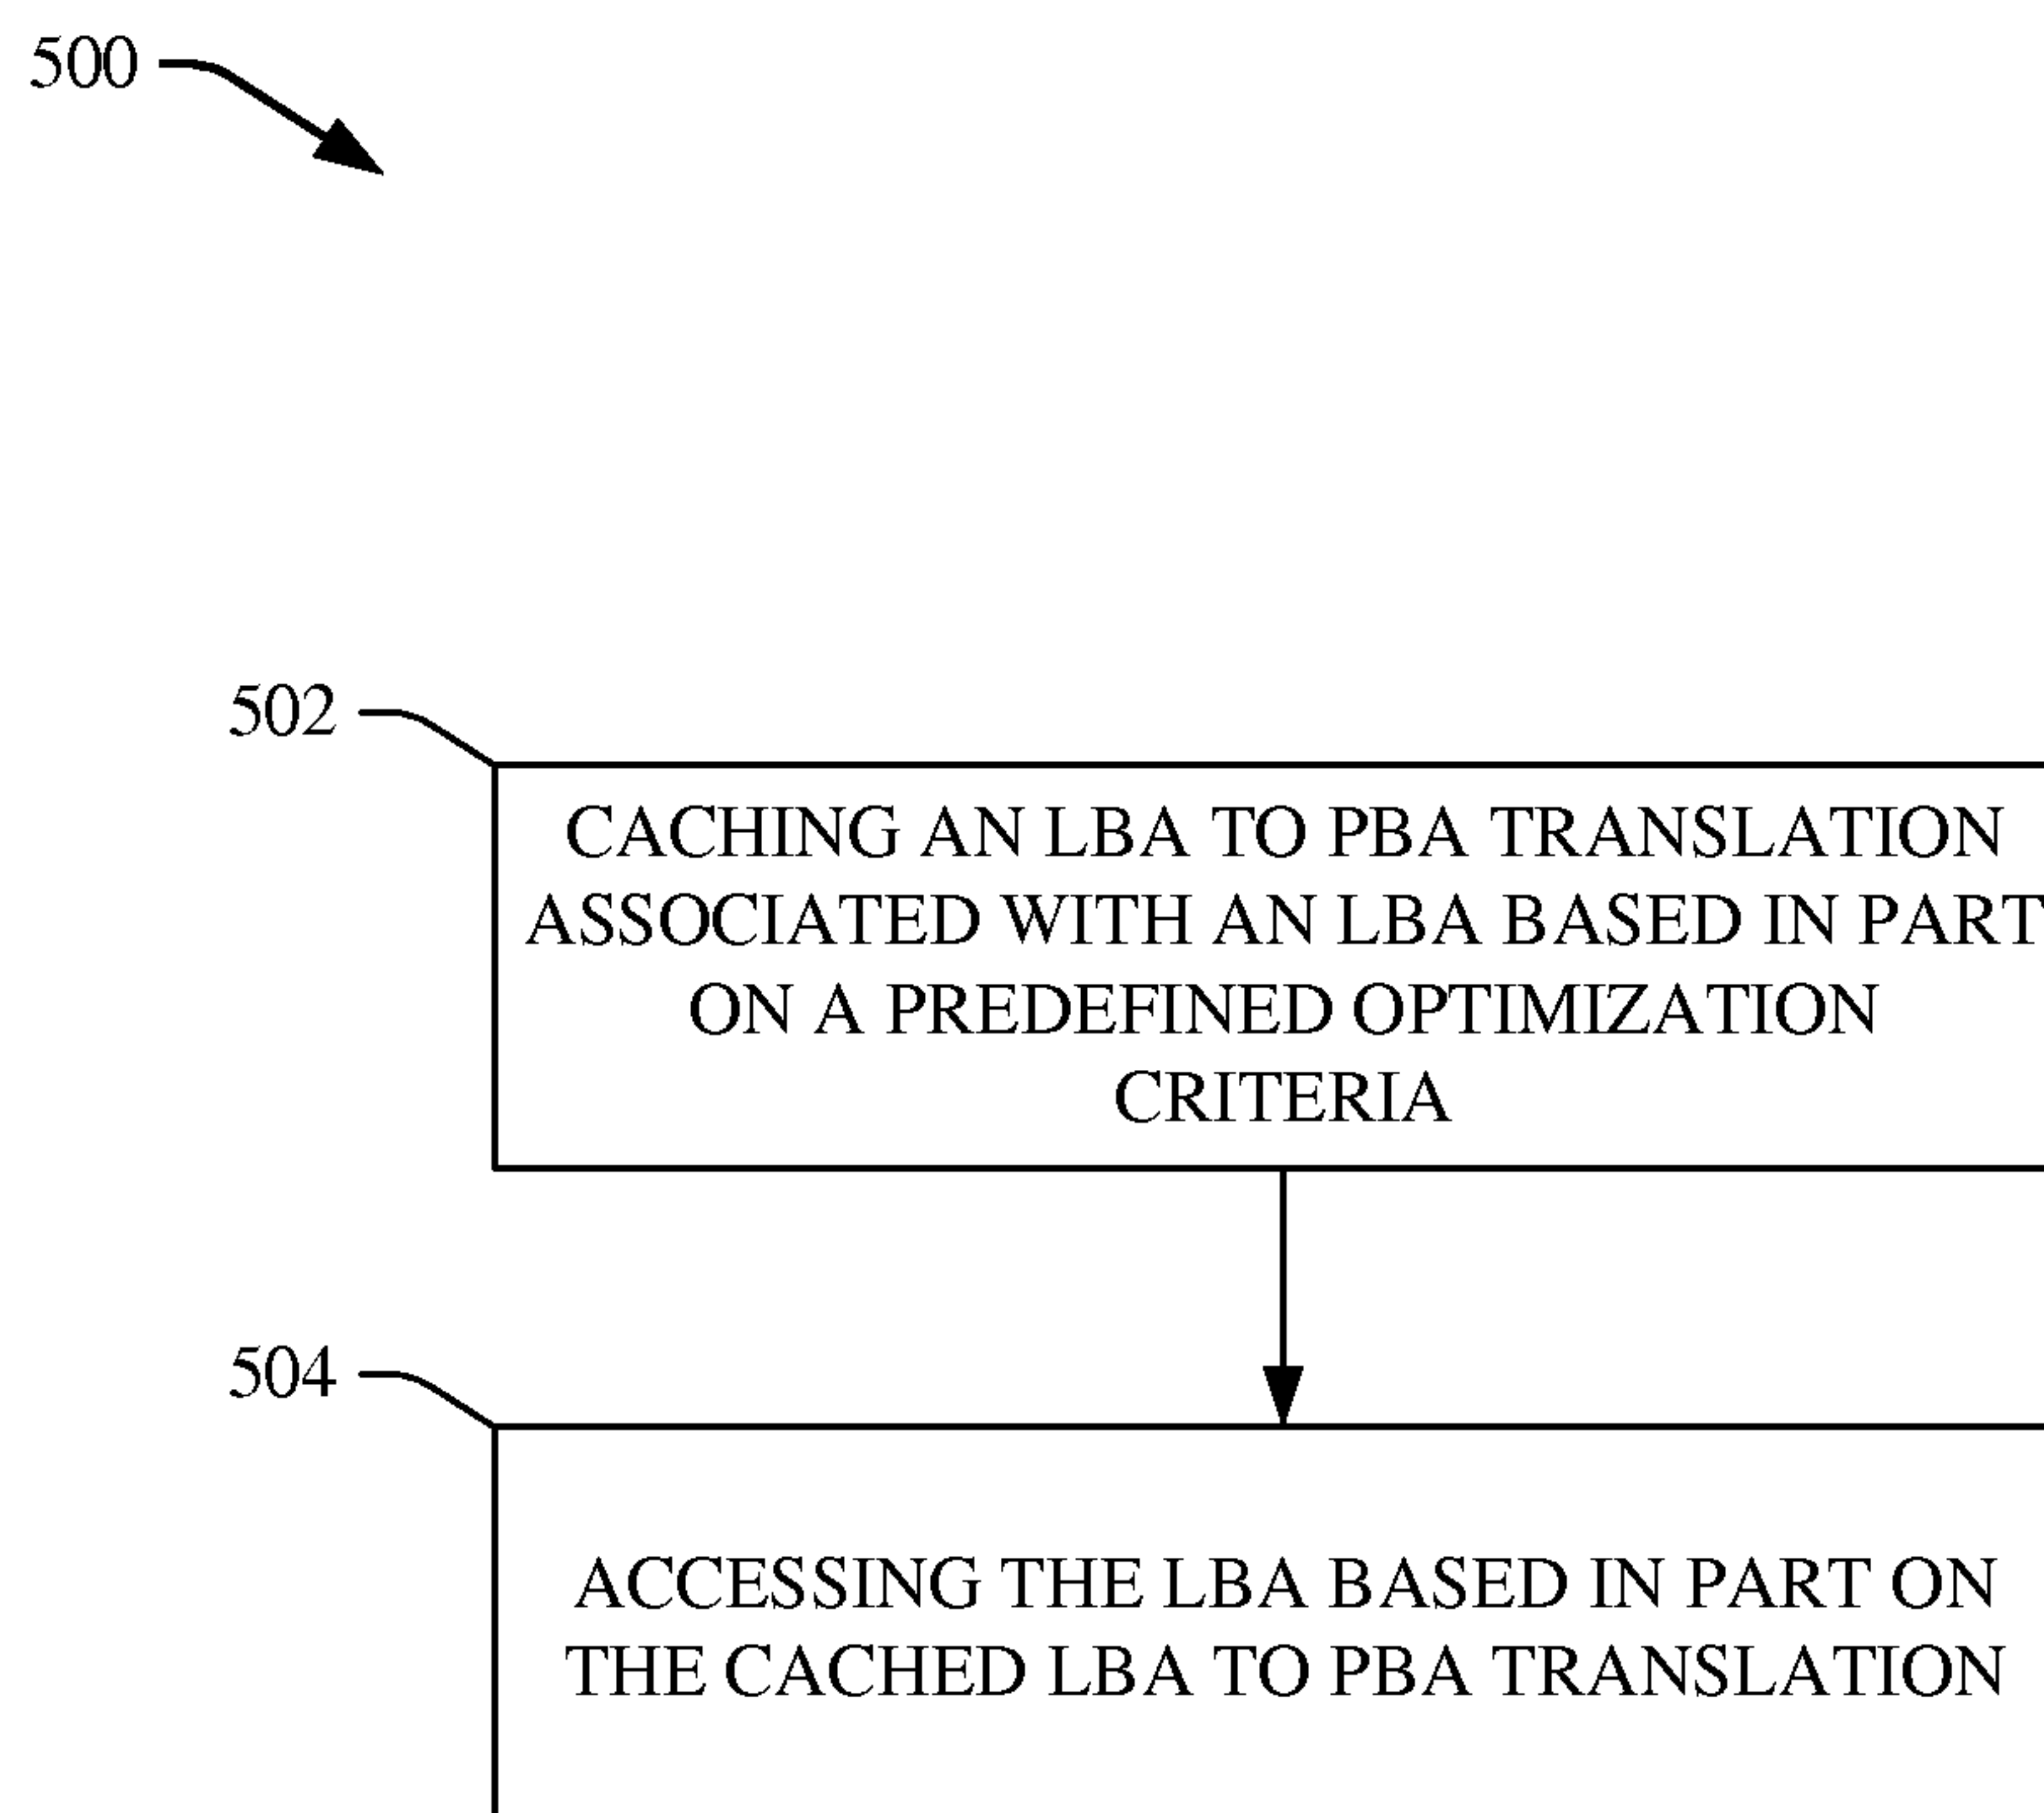 500
502
CACHING AN LBA TO PBA TRANSLATION
ASSOCIATED WITH AN LBA BASED IN PART
ON A PREDEFINED OPTIMIZATION
CRITERIA
504
ACCESSING THE LBA BASED IN PART ON
THE CACHED LBA TO PBA TRANSLATION